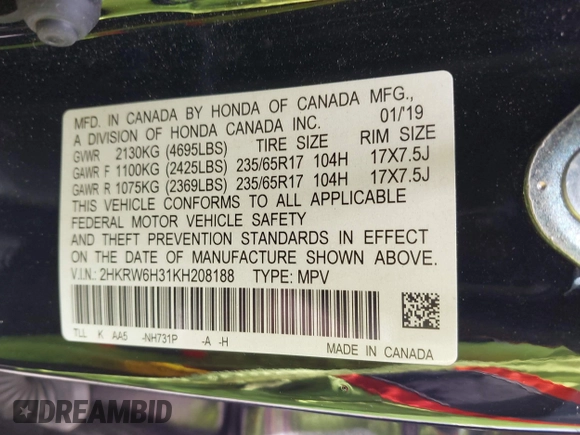 MFD. IN CANADA BY HONDA OF CANADA MFG.,
A DIVISION OF HONDA CANADA INC. 01/'19
GVWR 2130KG (4695LBS) TIRE SIZE RIM SIZE
GAWR F 1100KG (2425LBS) 235/65R17 104H 17X7.5J
GAWR R 1075KG (2369LBS) 235/65R17 104H 17X7.5J
THIS VEHICLE CONFORMS TO ALL APPLICABLE
FEDERAL MOTOR VEHICLE SAFETY
AND THEFT PREVENTION STANDARDS IN EFFECT
ON THE DATE OF MANUFACTURE SHOWN ABOVE.
V.I.N.: 2HKRW6H31KH208188 TYPE: MPV
TLL K AA5 -NH731P -A -H
MADE IN CANADA
DREAMBID